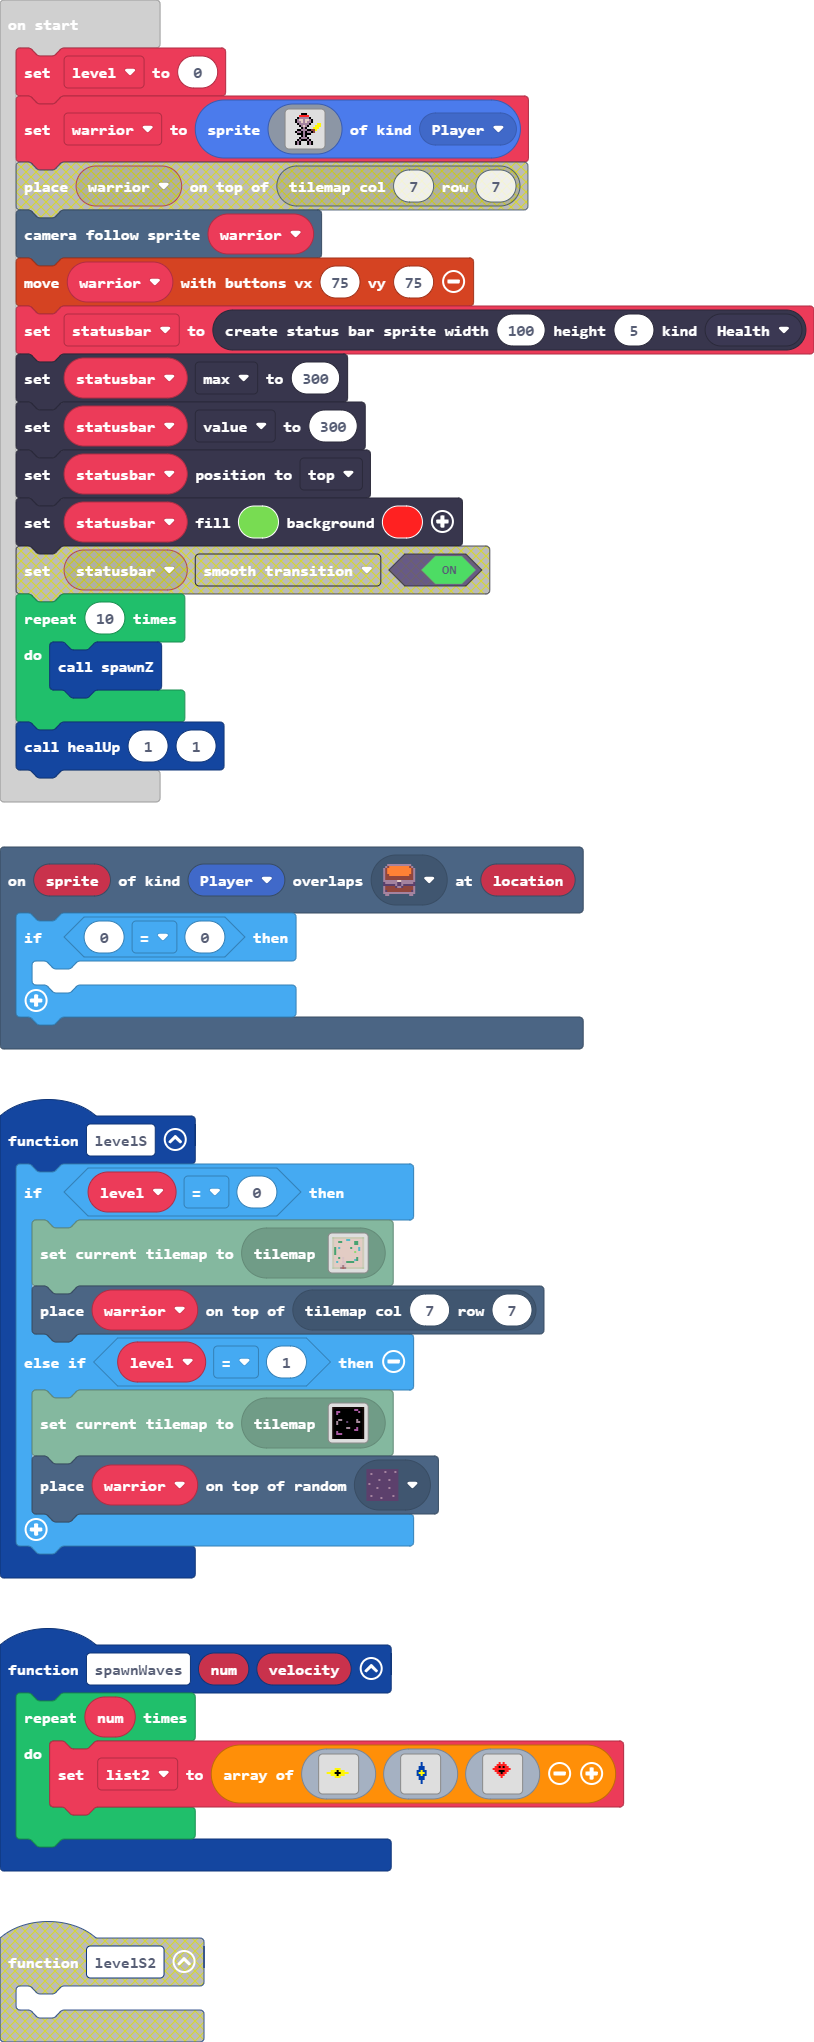 on start
set level to 0
set warrior to sprite of kind Player
place warrior on top of tilemap col 7 row 7
camera follow sprite warrior
move warrior with buttons vx 75 vy 75
set statusbar to create status bar sprite width 100 height 5 kind Health
set statusbar max to 300
set statusbar value to 300
set statusbar position to top
set statusbar fill background
set statusbar smooth transition ON
repeat 10 times
do
call spawnZ
call healUp 1 1
on sprite of kind Player overlaps at location
if 0 = 0 then
function levelS
if level = 0 then
set current tilemap to tilemap
place warrior on top of tilemap col 7 row 7
else if level = 1 then
set current tilemap to tilemap
place warrior on top of random
function spawnWaves num velocity
repeat num times
do
set list2 to array of
function levelS2